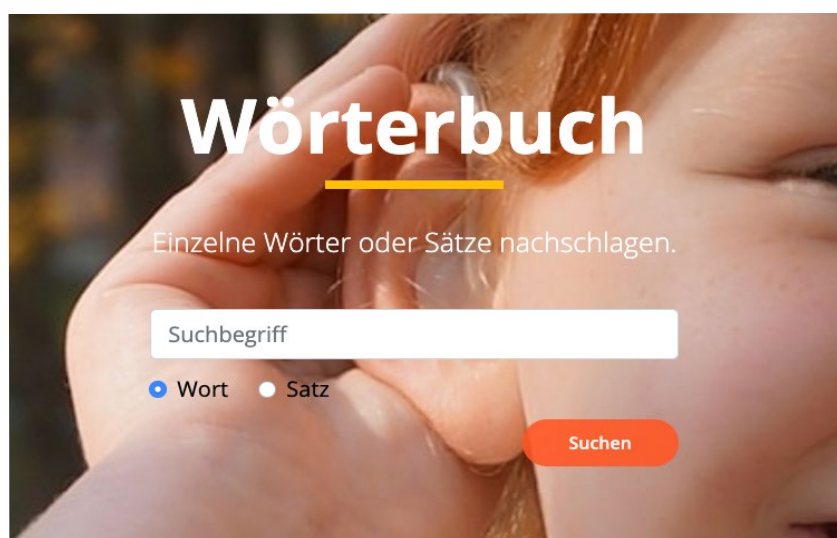 Wörterbuch
Einzelne Wörter oder Sätze nachschlagen.
Suchbegriff
Wort Satz
Suchen